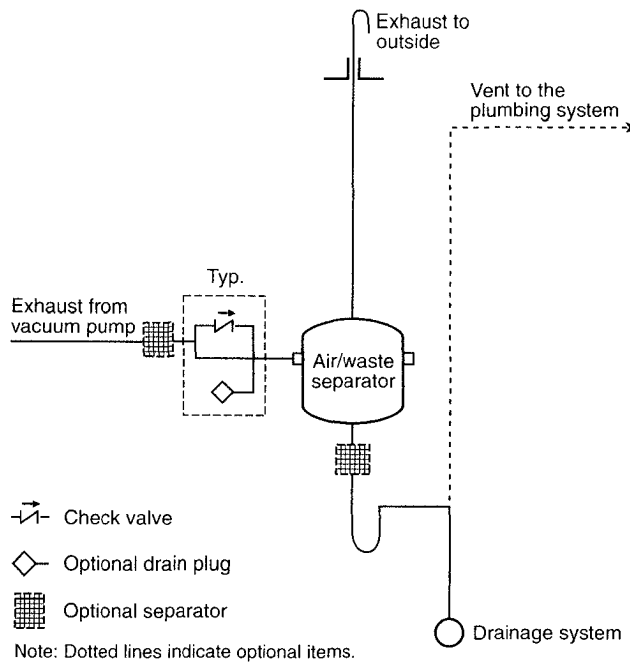 Exhaust to
outside
Vent to the
plumbing system
Typ.
Exhaust from
vacuum pump
Air/waste
separator
Check valve
Optional drain plug
Optional separator
Drainage system
Note: Dotted lines indicate optional items.